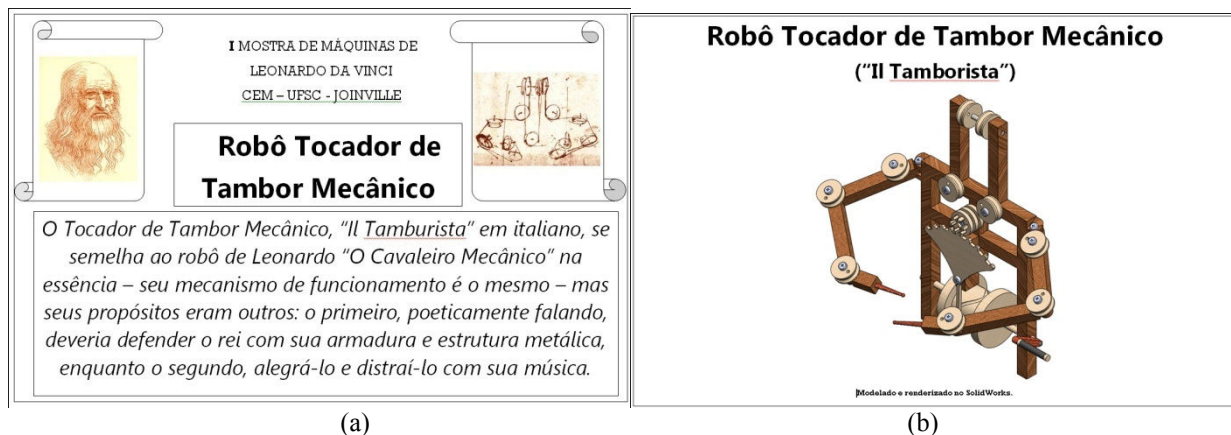 I MOSTRA DE MÁQUINAS DE
LEONARDO DA VINCI
CEM – UFSC - JOINVILLE
Robô Tocador de
Tambor Mecânico
O Tocador de Tambor Mecânico, “Il Tamburista” em italiano, se
semelha ao robô de Leonardo “O Cavaleiro Mecânico” na
essência – seu mecanismo de funcionamento é o mesmo – mas
seus propósitos eram outros: o primeiro, poeticamente falando,
deveria defender o rei com sua armadura e estrutura metálica,
enquanto o segundo, alegrá-lo e distraí-lo com sua música.
(a)
Robô Tocador de Tambor Mecânico
(“Il Tamborista”)
Modelado e renderizado no SolidWorks.
(b)